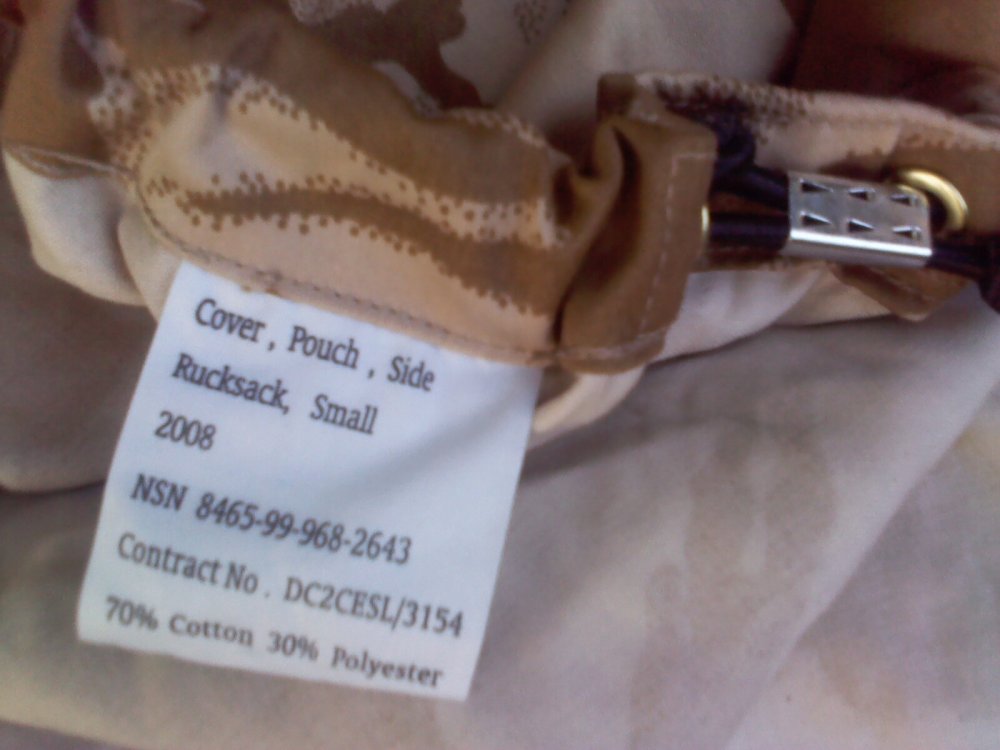 Cover , Pouch , Side
Rucksack, Small
2008
NSN 8465-99-968-2643
Contract No . DC2CESL/3154
70% Cotton 30% Polyester